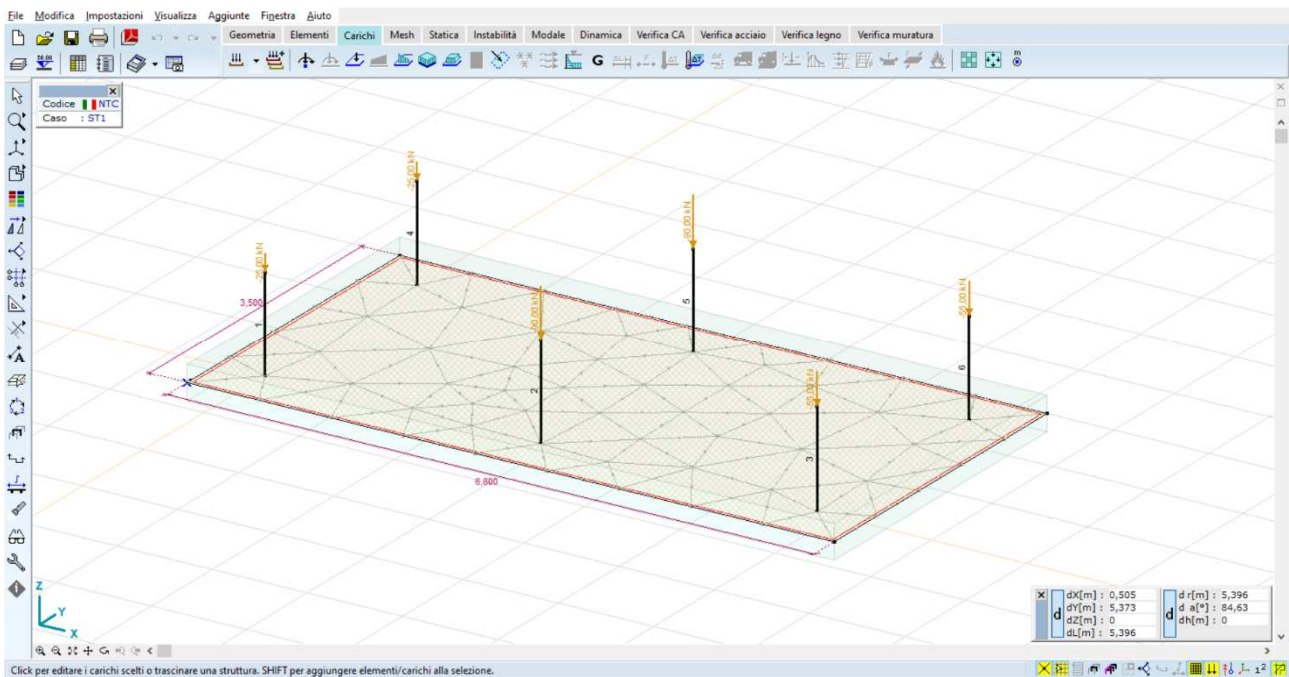 File Modifica Impostazioni Visualizza Aggiunte Finestra Aiuto
Geometria Elementi Carichi Mesh Statica Instabilità Modale Dinamica Verifica CA Verifica acciaio Verifica legno Verifica muratura
G
Codice NTC
Caso : ST1
-25,00 kN
-25,00 kN
-90,00 kN
-90,00 kN
-55,00 kN
-55,00 kN
4
5
6
1
2
3
3,500
6,800
Z
Y
X
dX[m] : 0,505
dY[m] : 5,373
dZ[m] : 0
dL[m] : 5,396
d
d r[m] : 5,396
d a[°] : 84,63
dh[m] : 0
Click per editare i carichi scelti o trascinare una struttura. SHIFT per aggiungere elementi/carichi alla selezione.